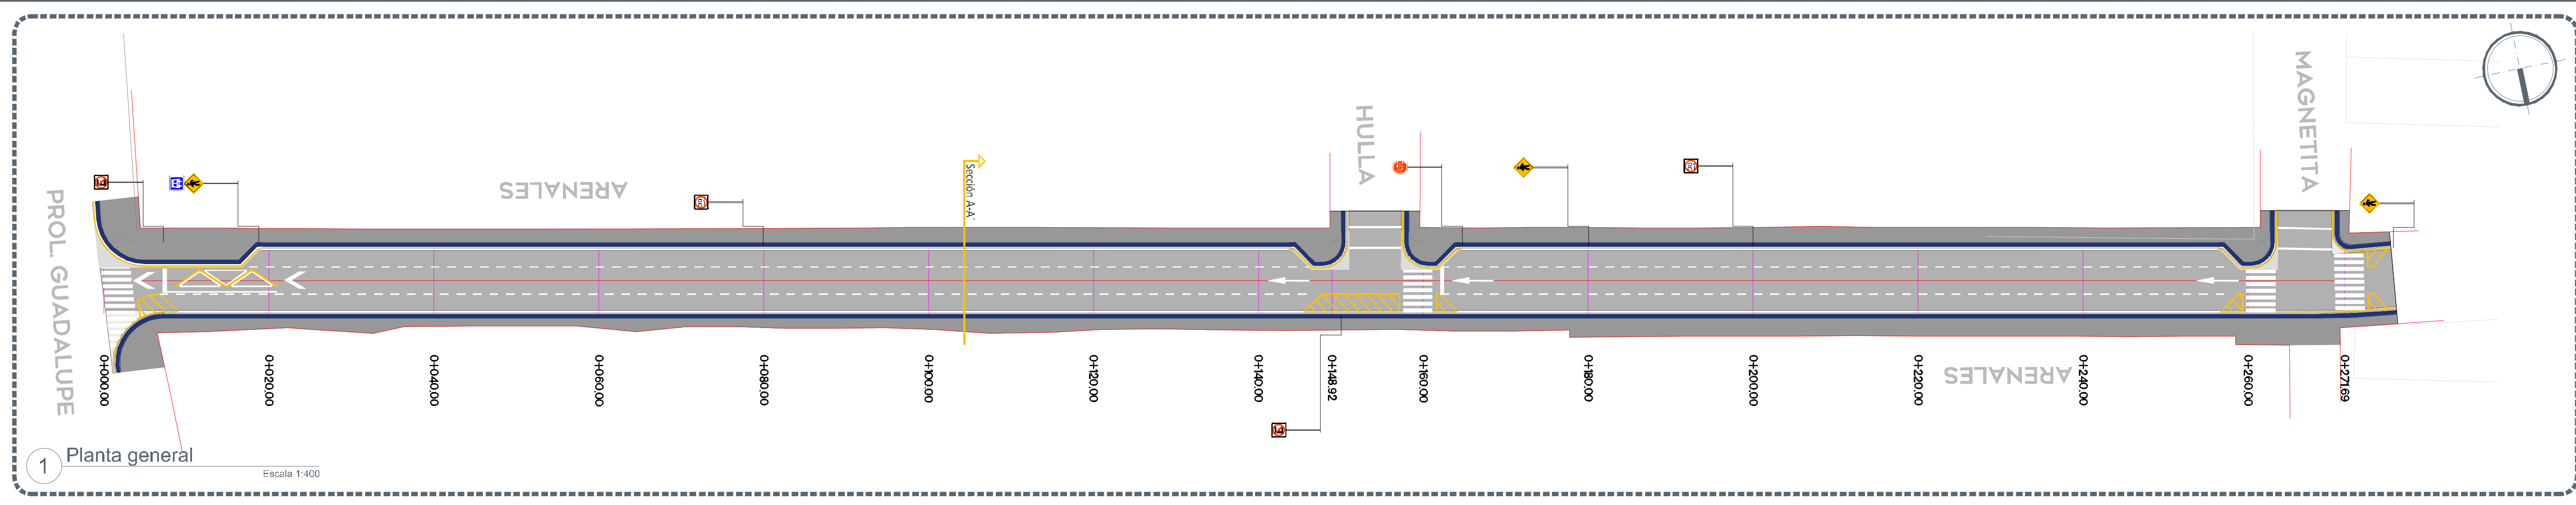 MAGNETITA
HULLA
ARENALES
Sección A-A'
PROL. GUADALUPE
0+000.00
0+020.00
0+040.00
0+060.00
0+080.00
0+100.00
0+120.00
0+140.00
0+148.92
0+160.00
0+180.00
0+200.00
0+220.00
0+240.00
0+260.00
0+271.69
ARENALES
1
Planta general
Escala 1:400